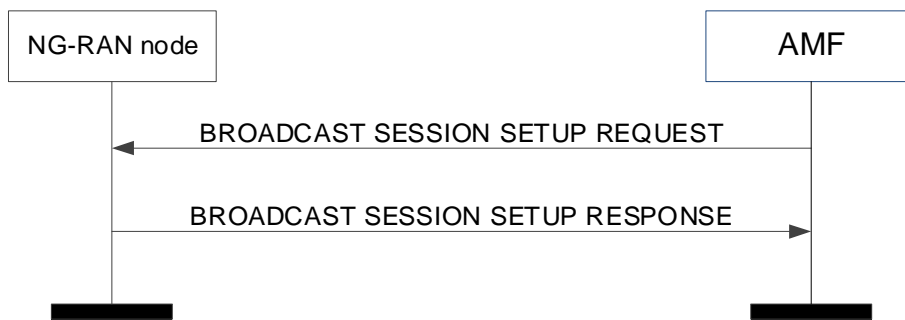 NG-RAN node
AMF
BROADCAST SESSION SETUP REQUEST
BROADCAST SESSION SETUP RESPONSE